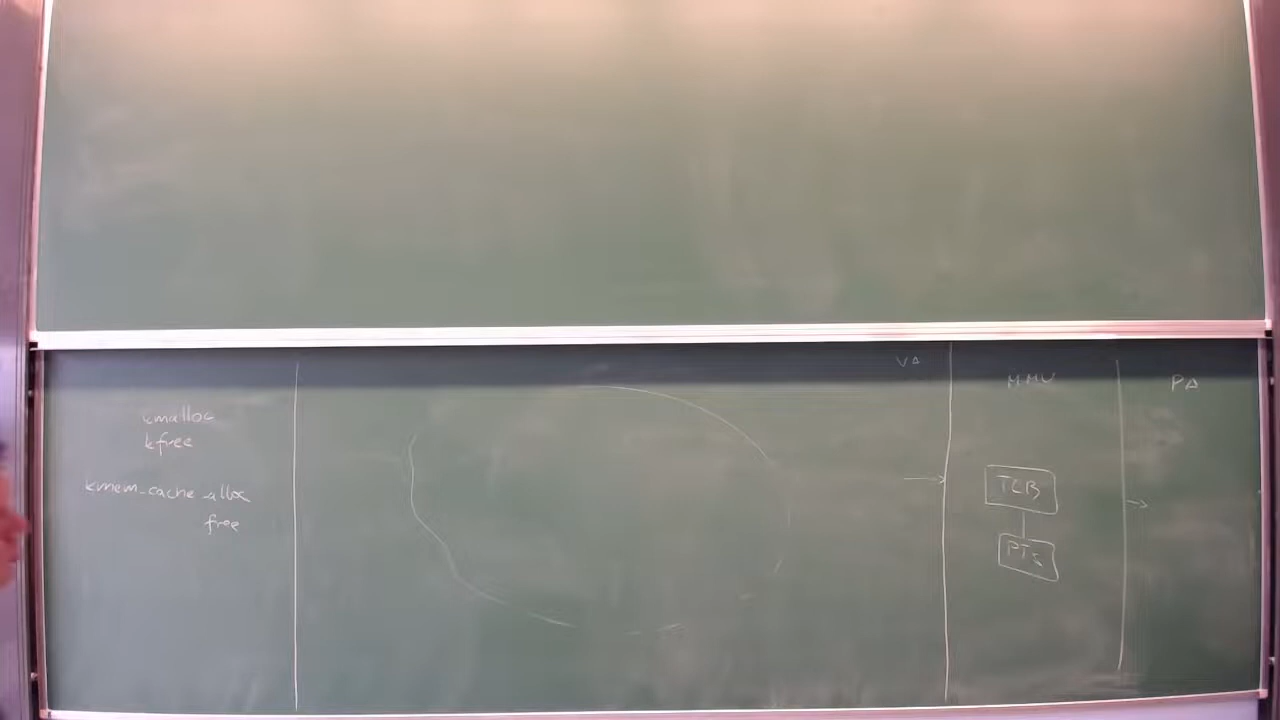 kmalloc
kfree
kmem_cache_alloc
free
VA
MMU
PA
TLB
PTs